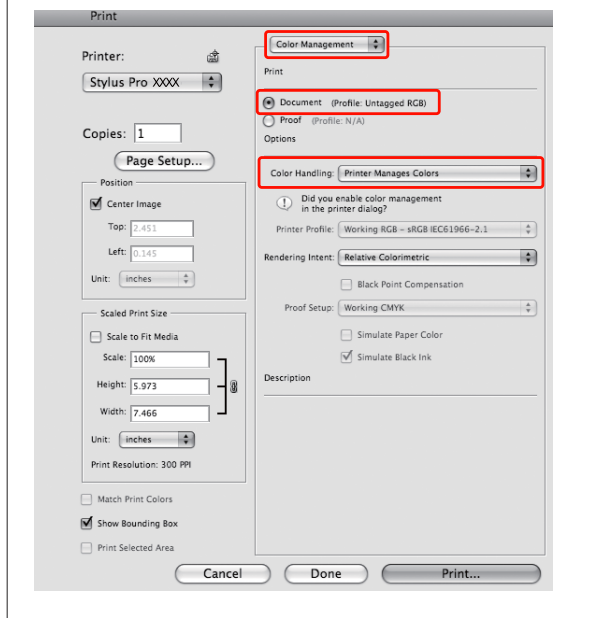 Print
Printer:
Stylus Pro XXXX
Copies: 1
Page Setup...
Position
Center Image
Top: 2.451
Left: 0.145
Unit: inches
Scaled Print Size
Scale to Fit Media
Scale: 100%
Height: 5.973
Width: 7.466
Unit: inches
Print Resolution: 300 PPI
Match Print Colors
Show Bounding Box
Print Selected Area
Color Management
Print
Document (Profile: Untagged RGB)
Proof (Profile: N/A)
Options
Color Handling: Printer Manages Colors
Did you enable color management
in the printer dialog?
Printer Profile: Working RGB - sRGB IEC61966-2.1
Rendering Intent: Relative Colorimetric
Black Point Compensation
Proof Setup: Working CMYK
Simulate Paper Color
Simulate Black Ink
Description
Cancel
Done
Print...